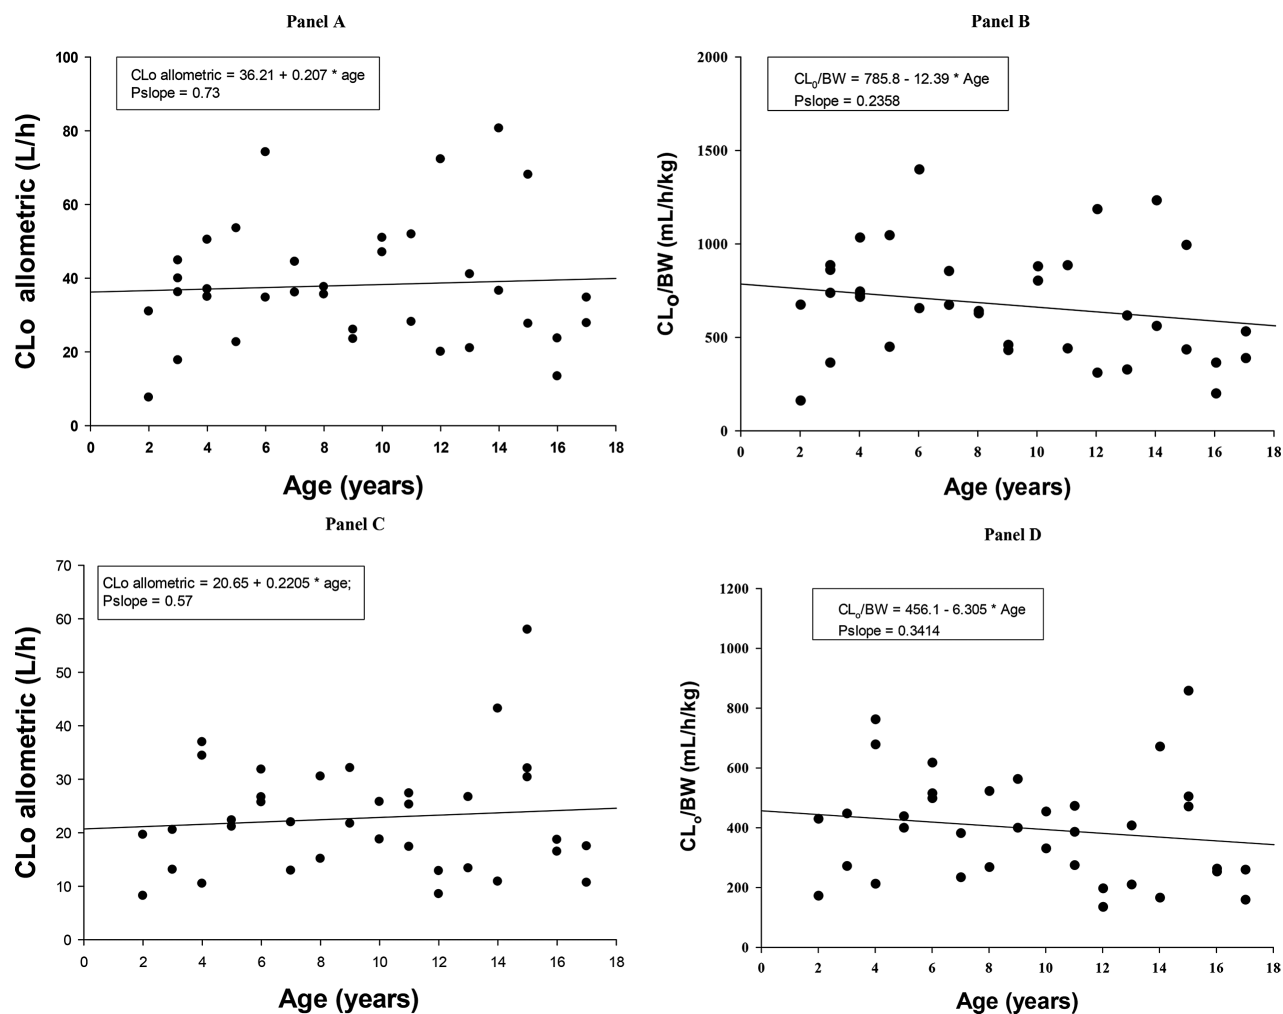 Panel A
CLo allometric = 36.21 + 0.207 * age
Pslope = 0.73
CLo allometric (L/h)
100
80
60
40
20
0
0 2 4 6 8 10 12 14 16 18
Age (years)
Panel B
CL0/BW = 785.8 - 12.39 * Age
Pslope = 0.2358
CLo/BW (mL/h/kg)
2000
1500
1000
500
0
0 2 4 6 8 10 12 14 16 18
Age (years)
Panel C
CLo allometric = 20.65 + 0.2205 * age;
Pslope = 0.57
CLo allometric (L/h)
70
60
50
40
30
20
10
0
0 2 4 6 8 10 12 14 16 18
Age (years)
Panel D
CLo/BW = 456.1 - 6.305 * Age
Pslope = 0.3414
CLo/BW (mL/h/kg)
1200
1000
800
600
400
200
0
0 2 4 6 8 10 12 14 16 18
Age (years)